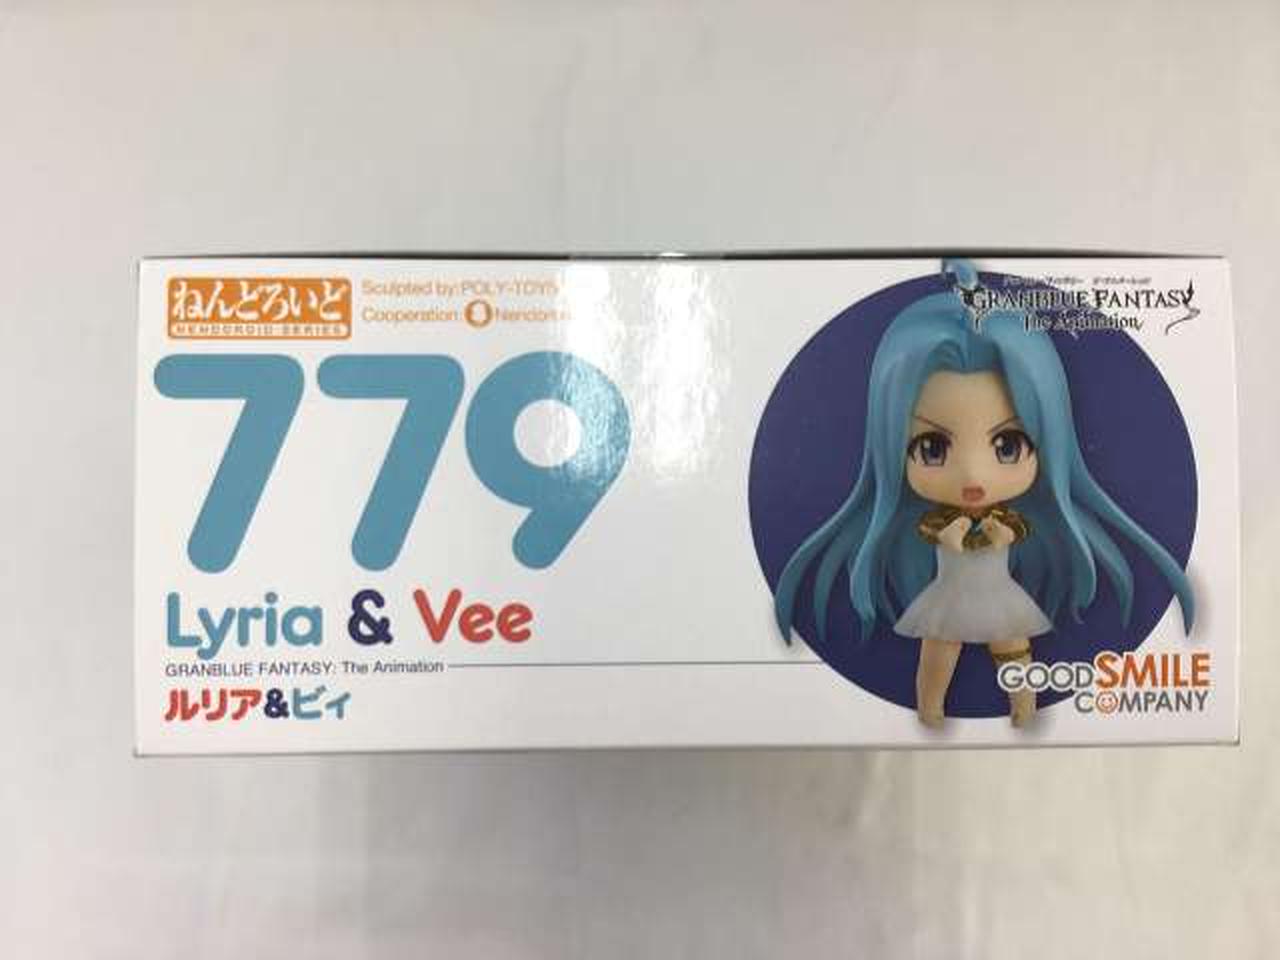 ねんどろいど
NENDOROID SERIES
Sculpted by: POLY-TOYS
Cooperation:
779
Lyria & Vee
GRANBLUE FANTASY: The Animation
ルリア&ビィ
GRANBLUE FANTASY
The Animation
GOOD SMILE
COMPANY